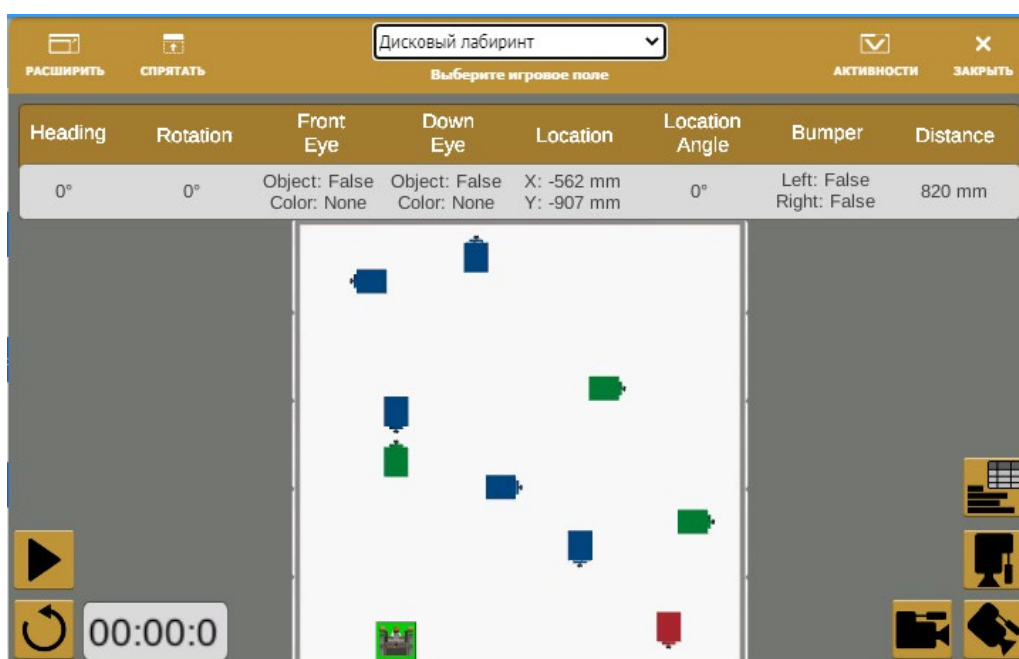 Дисковый лабиринт
Выберите игровое поле
РАСШИРИТЬ
СПРЯТАТЬ
АКТИВНОСТИ
ЗАКРЫТЬ
Heading Rotation Front Eye Down Eye Location Location Angle Bumper Distance
0° 0° Object: False Object: False X: -562 mm 0° Left: False 820 mm
Color: None Color: None Y: -907 mm Right: False
00:00:0